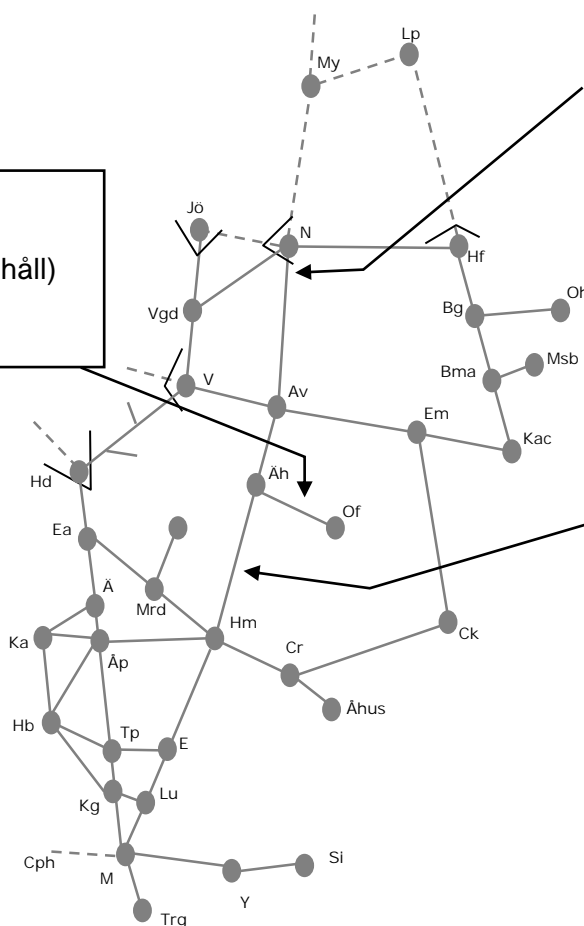 Lp
My
Jö
N
Hf
håll)
Vgd
Bg
Oh
V
Bma
Msb
Av
Em
Kac
Hd
Äh
Of
Ea
Ä
Mrd
Hm
Ck
Ka
Åp
Cr
Åhus
Hb
Tp
E
Kg
Lu
Cph
M
Si
Y
Trg